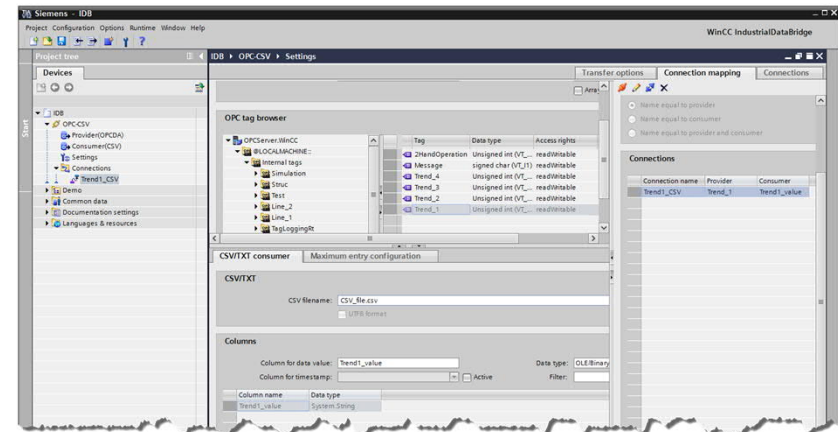 Siemens - IDB
Project Configuration Options Runtime Window Help
WinCC IndustrialDataBridge
Project tree
IDB ▸ OPC-CSV ▸ Settings
Devices
Transfer options Connection mapping Connections
Start
IDB
OPC-CSV
Provider(OPCDA)
Consumer(CSV)
Settings
Connections
Trend1_CSV
Demo
Common data
Documentation settings
Languages & resources
Array
OPC tag browser
OPCServer.WinCC
@LOCALMACHINE::
Internal tags
Simulation
Struc
Test
Line_2
Line_1
TagLoggingRt
Tag Data type Access rights
2HandOperation Unsigned int (VT_... readWritable
Message signed char (VT_I1) readWritable
Trend_4 Unsigned int (VT_... readWritable
Trend_3 Unsigned int (VT_... readWritable
Trend_2 Unsigned int (VT_... readWritable
Trend_1 Unsigned int (VT_... readWritable
CSV/TXT consumer Maximum entry configuration
CSV/TXT
CSV filename: CSV_file.csv
UTF8 format
Columns
Column for data value: Trend1_value Data type: OLE/Binary
Column for timestamp: Active Filter:
Column name Data type
Trend1_value System.String
Name equal to provider
Name equal to consumer
Name equal to provider and consumer
Connections
Connection name Provider Consumer
Trend1_CSV Trend_1 Trend1_value